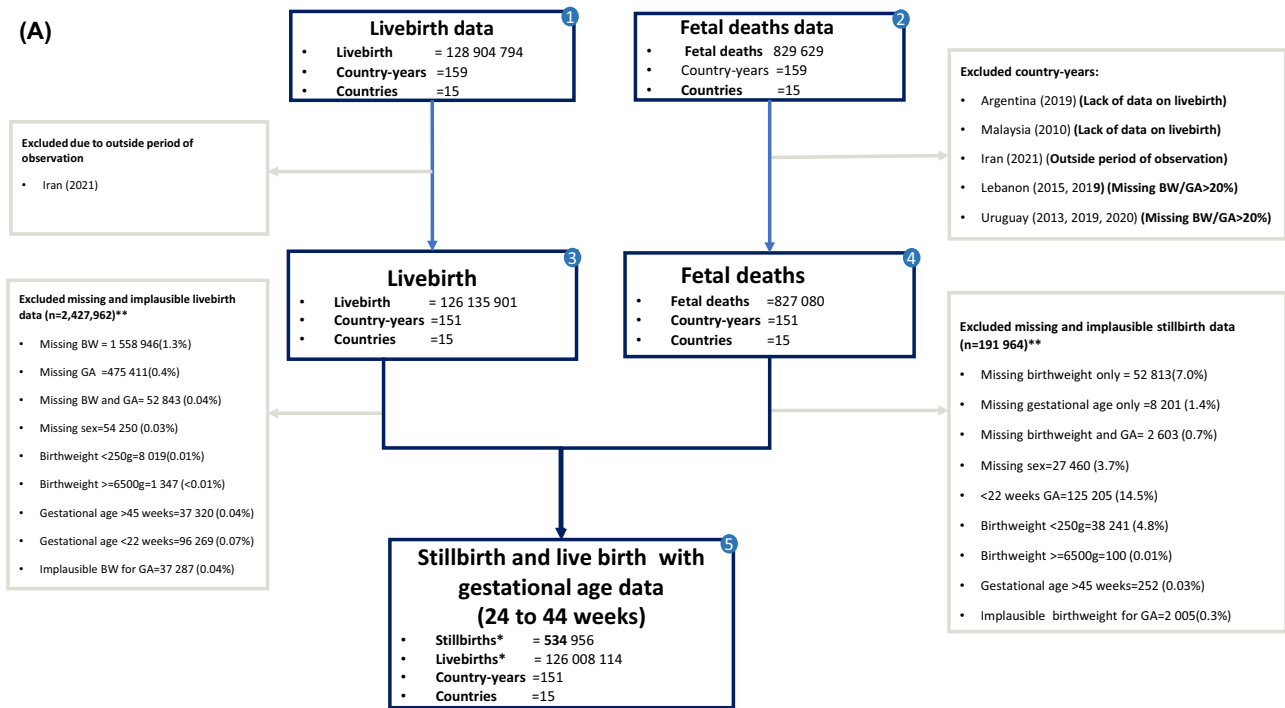 (A)
1
Livebirth data
• Livebirth = 128 904 794
• Country-years =159
• Countries =15
2
Fetal deaths data
• Fetal deaths 829 629
• Country-years =159
• Countries =15
Excluded country-years:
• Argentina (2019) (Lack of data on livebirth)
• Malaysia (2010) (Lack of data on livebirth)
• Iran (2021) (Outside period of observation)
• Lebanon (2015, 2019) (Missing BW/GA>20%)
• Uruguay (2013, 2019, 2020) (Missing BW/GA>20%)
Excluded due to outside period of
observation
• Iran (2021)
3
Livebirth
• Livebirth = 126 135 901
• Country-years =151
• Countries =15
4
Fetal deaths
• Fetal deaths =827 080
• Country-years =151
• Countries =15
Excluded missing and implausible livebirth
data (n=2,427,962)**
• Missing BW = 1 558 946(1.3%)
• Missing GA =475 411(0.4%)
• Missing BW and GA= 52 843 (0.04%)
• Missing sex=54 250 (0.03%)
• Birthweight <250g=8 019(0.01%)
• Birthweight >=6500g=1 347 (<0.01%)
• Gestational age >45 weeks=37 320 (0.04%)
• Gestational age <22 weeks=96 269 (0.07%)
• Implausible BW for GA=37 287 (0.04%)
Excluded missing and implausible stillbirth data
(n=191 964)**
• Missing birthweight only = 52 813(7.0%)
• Missing gestational age only =8 201 (1.4%)
• Missing birthweight and GA= 2 603 (0.7%)
• Missing sex=27 460 (3.7%)
• <22 weeks GA=125 205 (14.5%)
• Birthweight <250g=38 241 (4.8%)
• Birthweight >=6500g=100 (0.01%)
• Gestational age >45 weeks=252 (0.03%)
• Implausible birthweight for GA=2 005(0.3%)
5
Stillbirth and live birth with
gestational age data
(24 to 44 weeks)
• Stillbirths* = 534 956
• Livebirths* = 126 008 114
• Country-years =151
• Countries =15